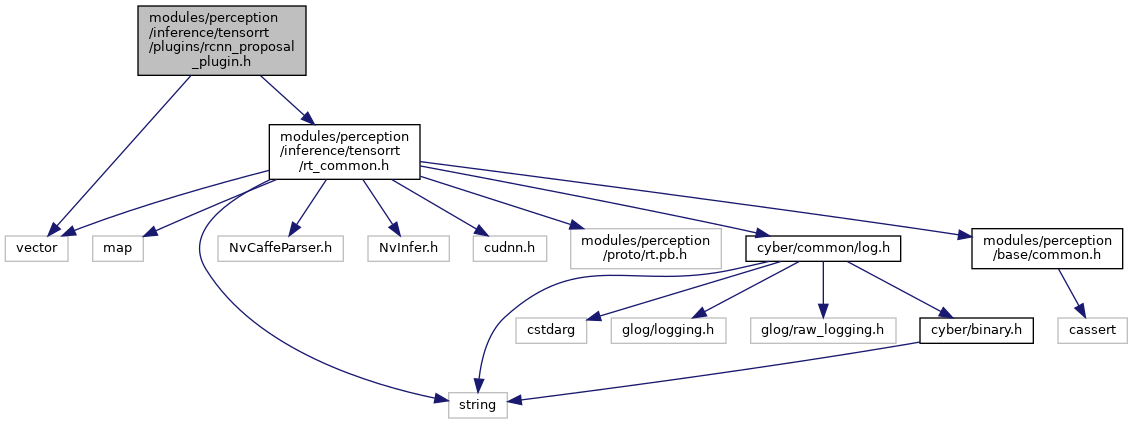 modules/perception
/inference/tensorrt
/plugins/rcnn_proposal
_plugin.h
modules/perception
/inference/tensorrt
/rt_common.h
vector
map
NvCaffeParser.h
NvInfer.h
cudnn.h
modules/perception
/proto/rt.pb.h
cyber/common/log.h
modules/perception
/base/common.h
cstdarg
glog/logging.h
glog/raw_logging.h
cyber/binary.h
cassert
string